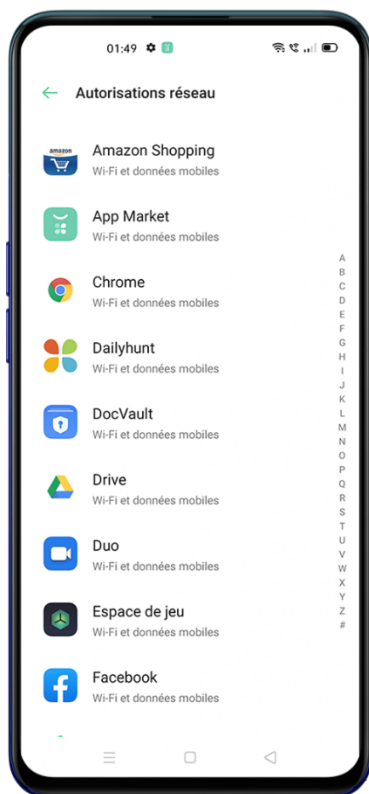 01:49
Autorisations réseau
amazon
Amazon Shopping
Wi-Fi et données mobiles
App Market
Wi-Fi et données mobiles
Chrome
Wi-Fi et données mobiles
Dailyhunt
Wi-Fi et données mobiles
DocVault
Wi-Fi et données mobiles
Drive
Wi-Fi et données mobiles
Duo
Wi-Fi et données mobiles
Espace de jeu
Wi-Fi et données mobiles
Facebook
Wi-Fi et données mobiles
A
B
C
D
E
F
G
H
I
J
K
L
M
N
O
P
Q
R
S
T
U
V
W
X
Y
Z
#